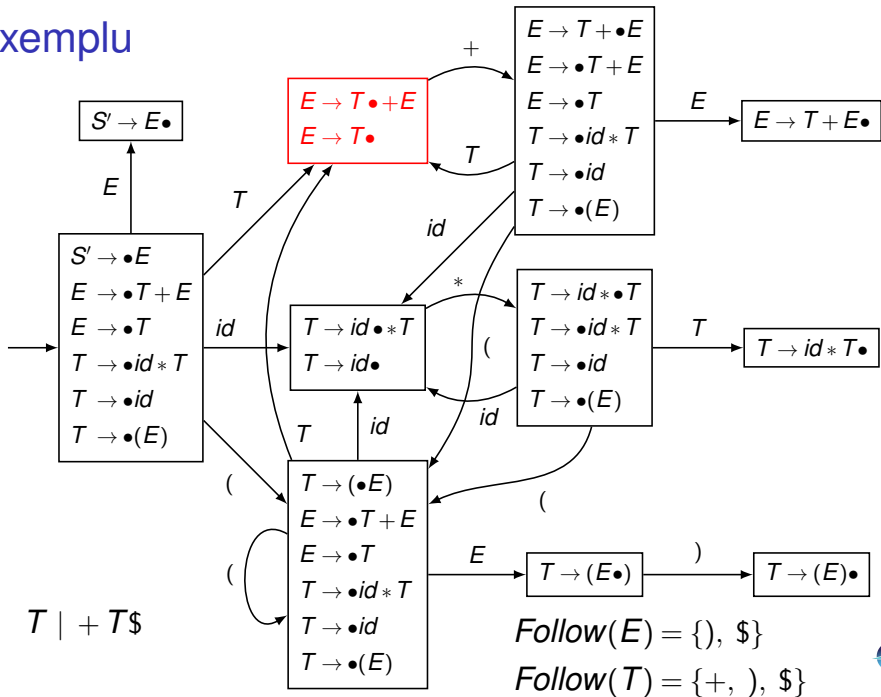 xemplu
S′ → E●
E
S′ → ●E
E → ●T + E
E → ●T
T → ●id ∗ T
T → ●id
T → ●(E)
T
E → T● + E
E → T●
+
T
E → T + ●E
E → ●T + E
E → ●T
T → ●id ∗ T
T → ●id
T → ●(E)
E
E → T + E●
id
id
T → id● ∗ T
T → id●
∗
id
(
T → id ∗ ●T
T → ●id ∗ T
T → ●id
T → ●(E)
T
T → id ∗ T●
(
T
id
(
(
T → (●E)
E → ●T + E
E → ●T
T → ●id ∗ T
T → ●id
T → ●(E)
E
T → (E●)
)
T → (E)●
T | + T$
Follow(E) = {), $}
Follow(T) = {+, ), $}